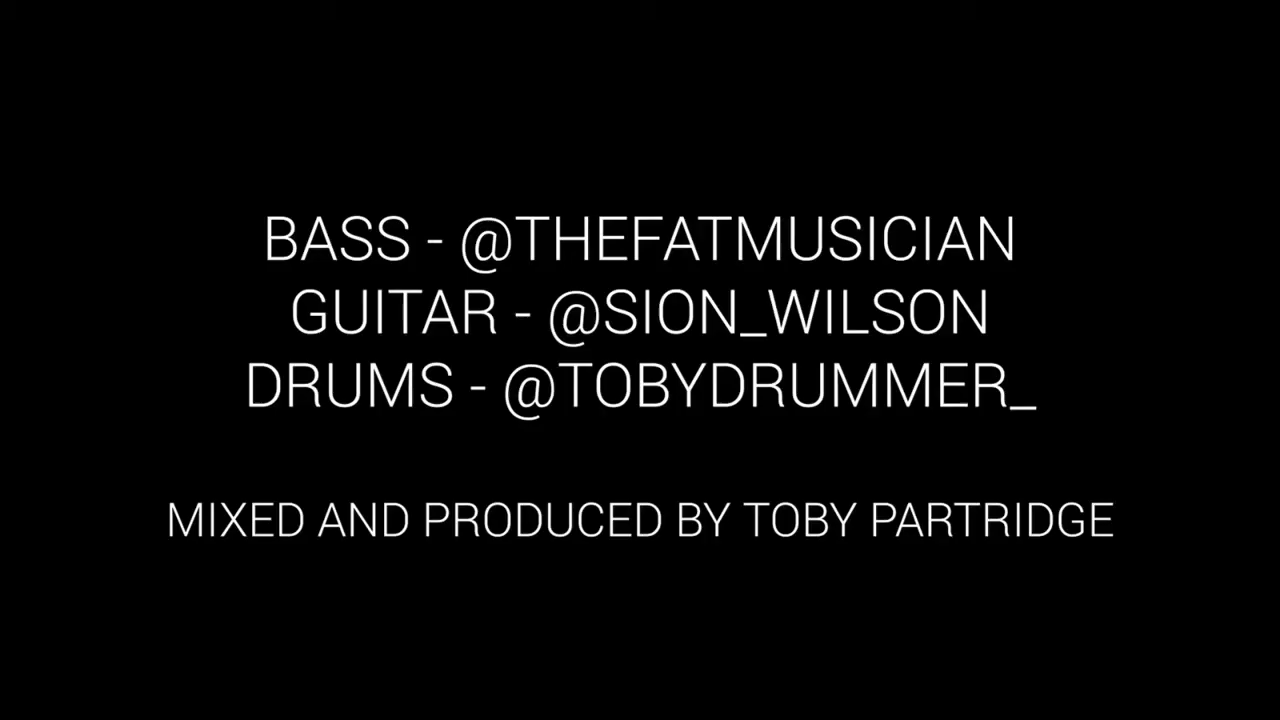 BASS - @THEFATMUSICIAN
GUITAR - @SION_WILSON
DRUMS - @TOBYDRUMMER_
MIXED AND PRODUCED BY TOBY PARTRIDGE